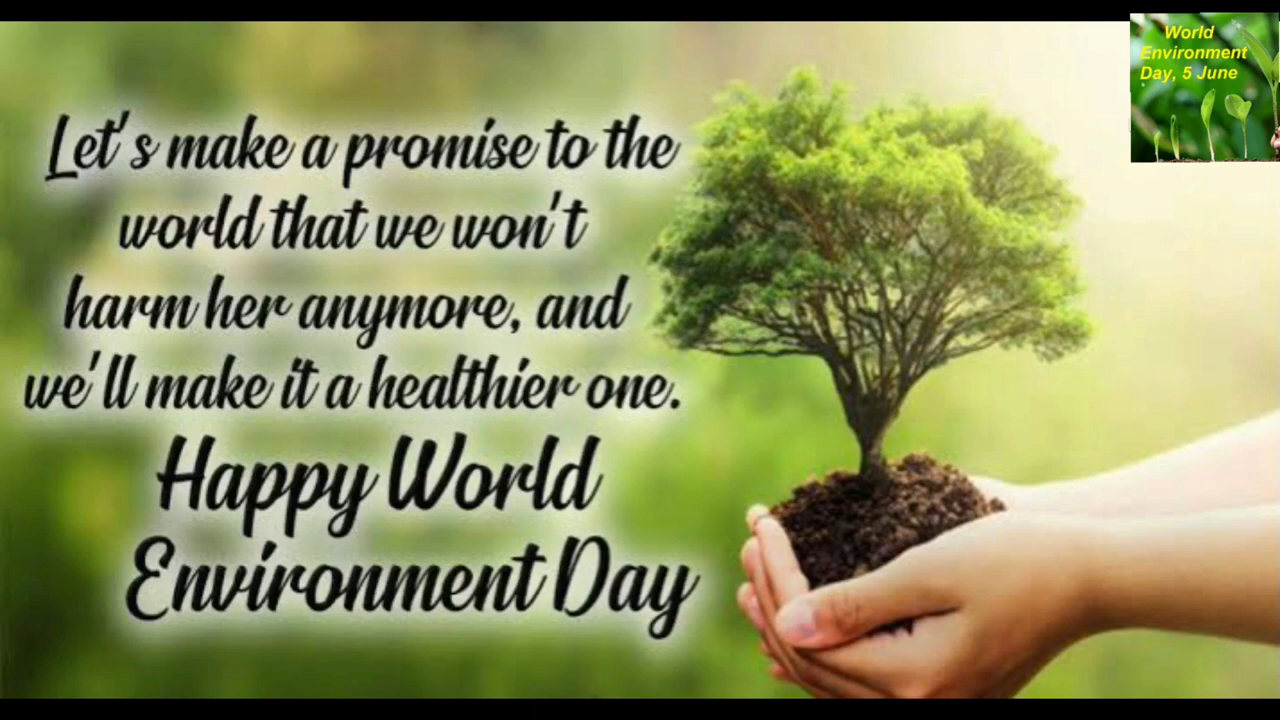 Let's make a promise to the
world that we won't
harm her anymore, and
we'll make it a healthier one.
Happy World
Environment Day
World
Environment
Day, 5 June